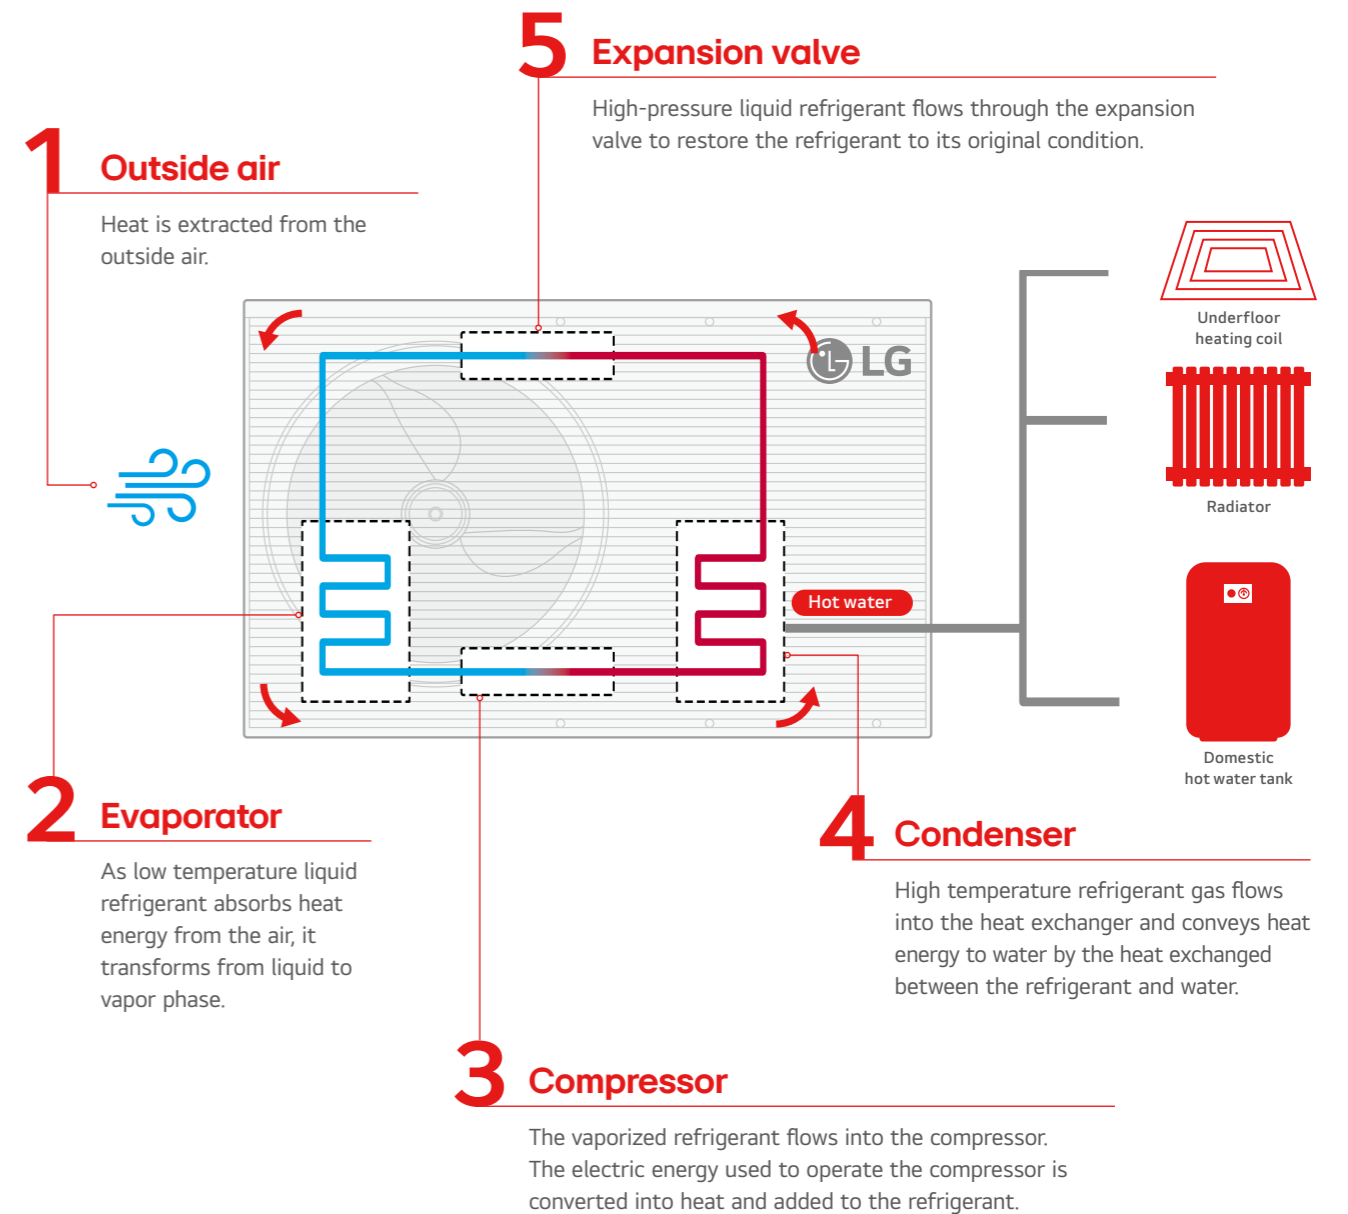 5 Expansion valve
High-pressure liquid refrigerant flows through the expansion
valve to restore the refrigerant to its original condition.
1 Outside air
Heat is extracted from the
outside air.
LG
Underfloor
heating coil
Radiator
Hot water
Domestic
hot water tank
2 Evaporator
As low temperature liquid
refrigerant absorbs heat
energy from the air, it
transforms from liquid to
vapor phase.
4 Condenser
High temperature refrigerant gas flows
into the heat exchanger and conveys heat
energy to water by the heat exchanged
between the refrigerant and water.
3 Compressor
The vaporized refrigerant flows into the compressor.
The electric energy used to operate the compressor is
converted into heat and added to the refrigerant.